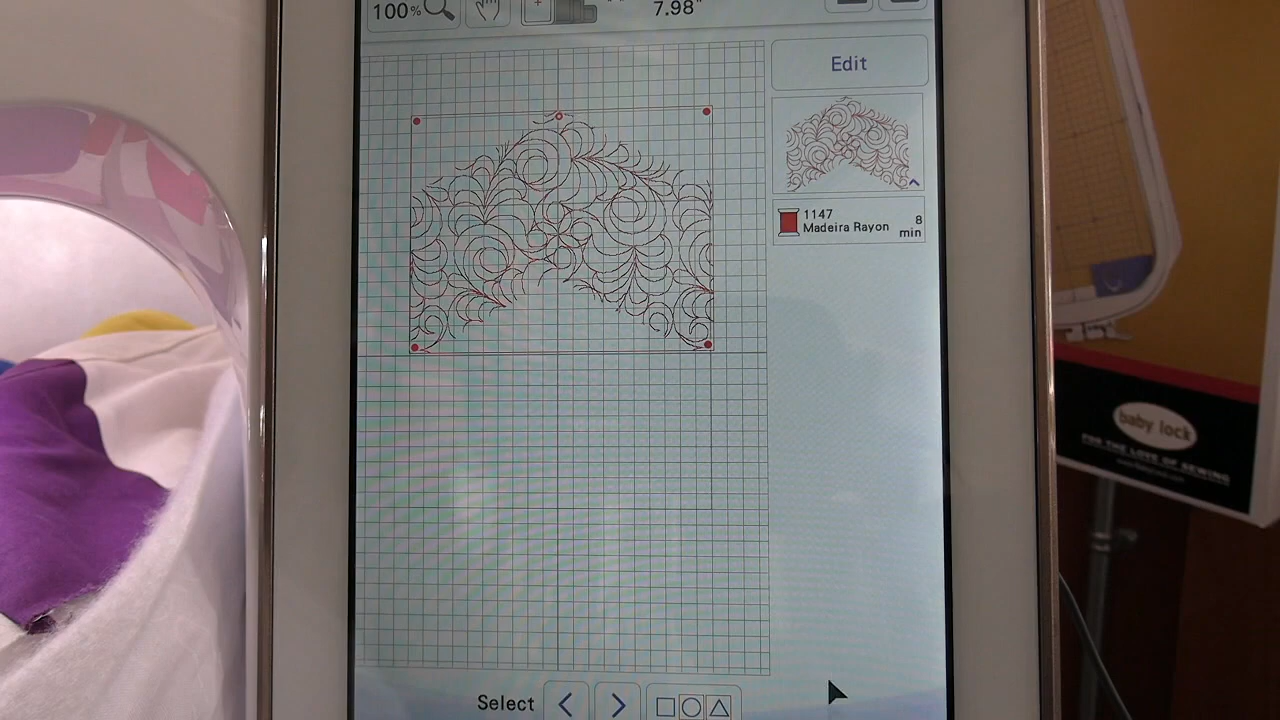 100%
7.98"
Edit
1147
Madeira Rayon
8
min
baby lock
FOR THE LOVE OF SEWING
Select